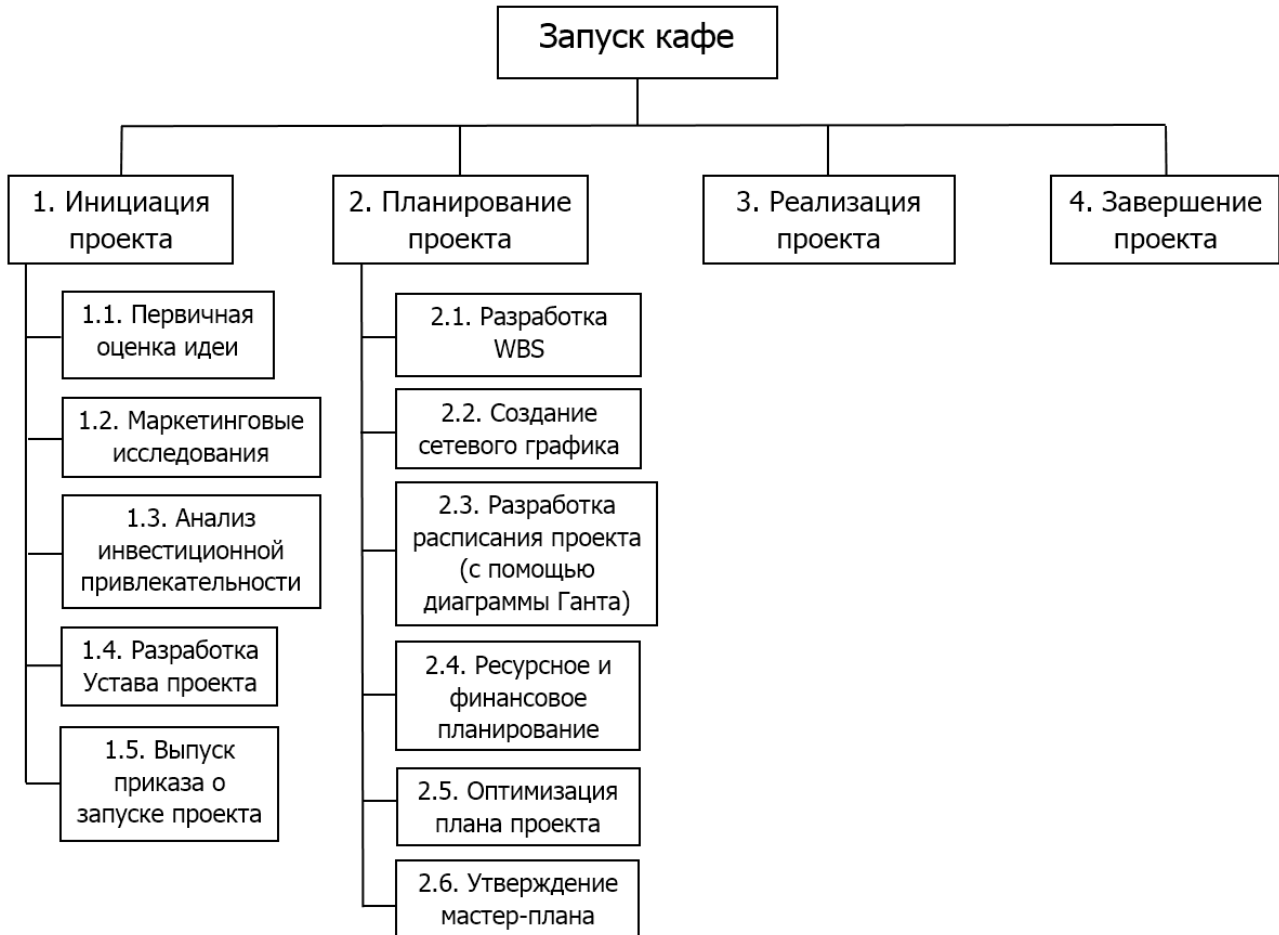 Запуск кафе
1. Инициация
проекта
2. Планирование
проекта
3. Реализация
проекта
4. Завершение
проекта
1.1. Первичная
оценка идеи
1.2. Маркетинговые
исследования
1.3. Анализ
инвестиционной
привлекательности
1.4. Разработка
Устава проекта
1.5. Выпуск
приказа о
запуске проекта
2.1. Разработка
WBS
2.2. Создание
сетевого графика
2.3. Разработка
расписания проекта
(с помощью
диаграммы Ганта)
2.4. Ресурсное и
финансовое
планирование
2.5. Оптимизация
плана проекта
2.6. Утверждение
мастер-плана